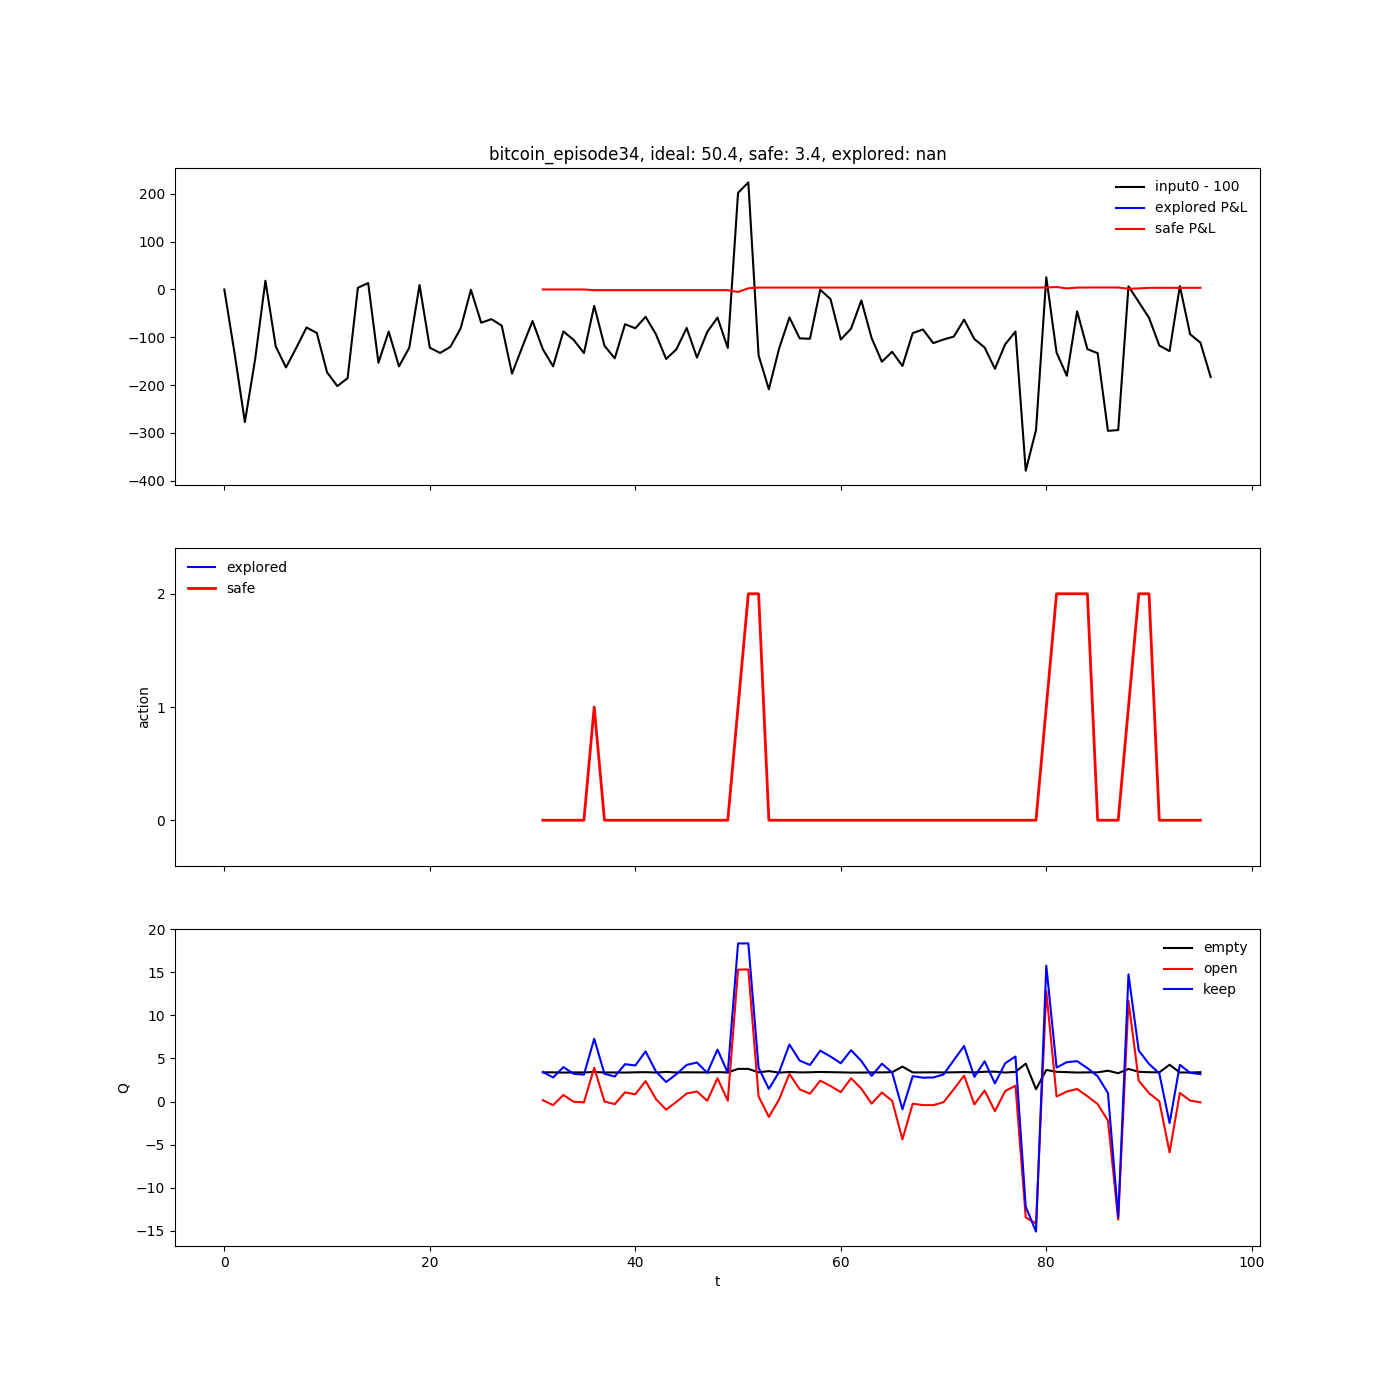 bitcoin_episode34, ideal: 50.4, safe: 3.4, explored: nan
200
100
0
−100
−200
−300
−400
input0 - 100
explored P&L
safe P&L
action
2
1
0
explored
safe
Q
20
15
10
5
0
−5
−10
−15
empty
open
keep
0 20 40 60 80 100
t